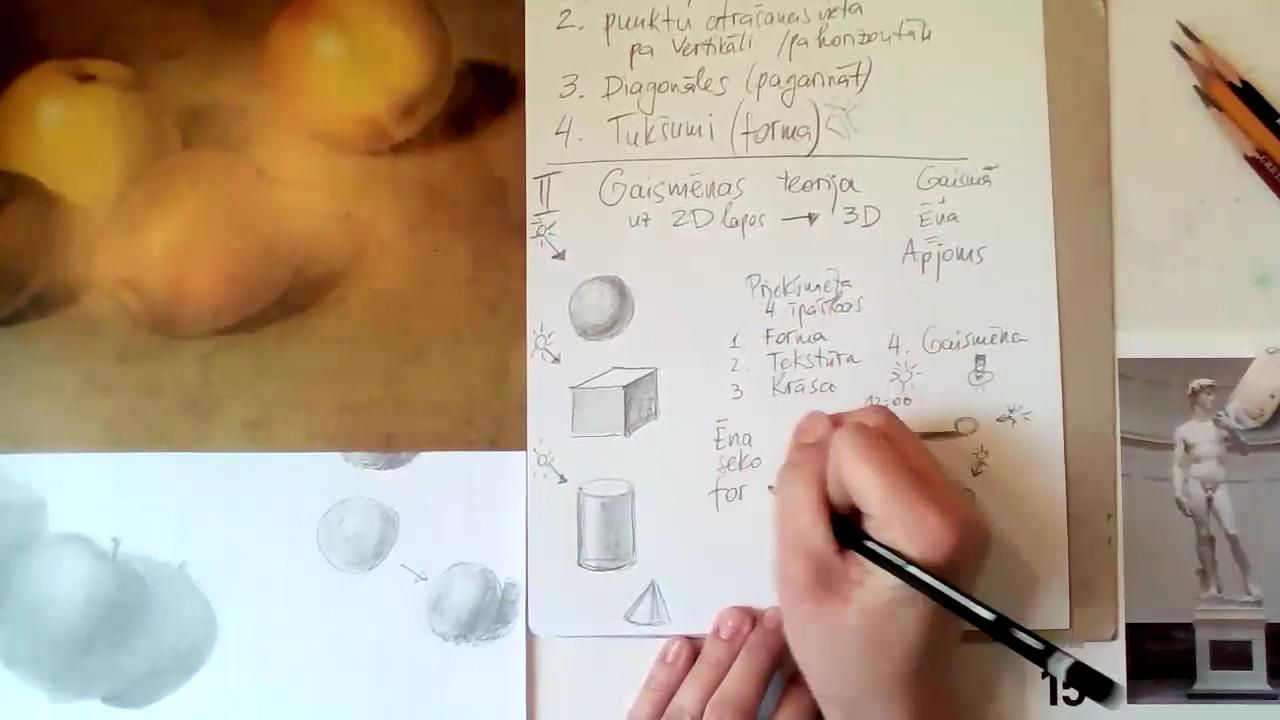 2. punktu atrašanās vieta
pa vertikāli / pa horizontāli
3. Diagonāles (pagarināt)
4. Tukšumi (forma)
II Gaismēnas teorija
uz 2D lapas → 3D
Gaisma
+
Ēna
=
Apjoms
Priekšmeta
4 īpašības
1 Forma
2. Tekstūra
3 Krāsa
4. Gaismēna
12:00
Ēna
seko
for
15